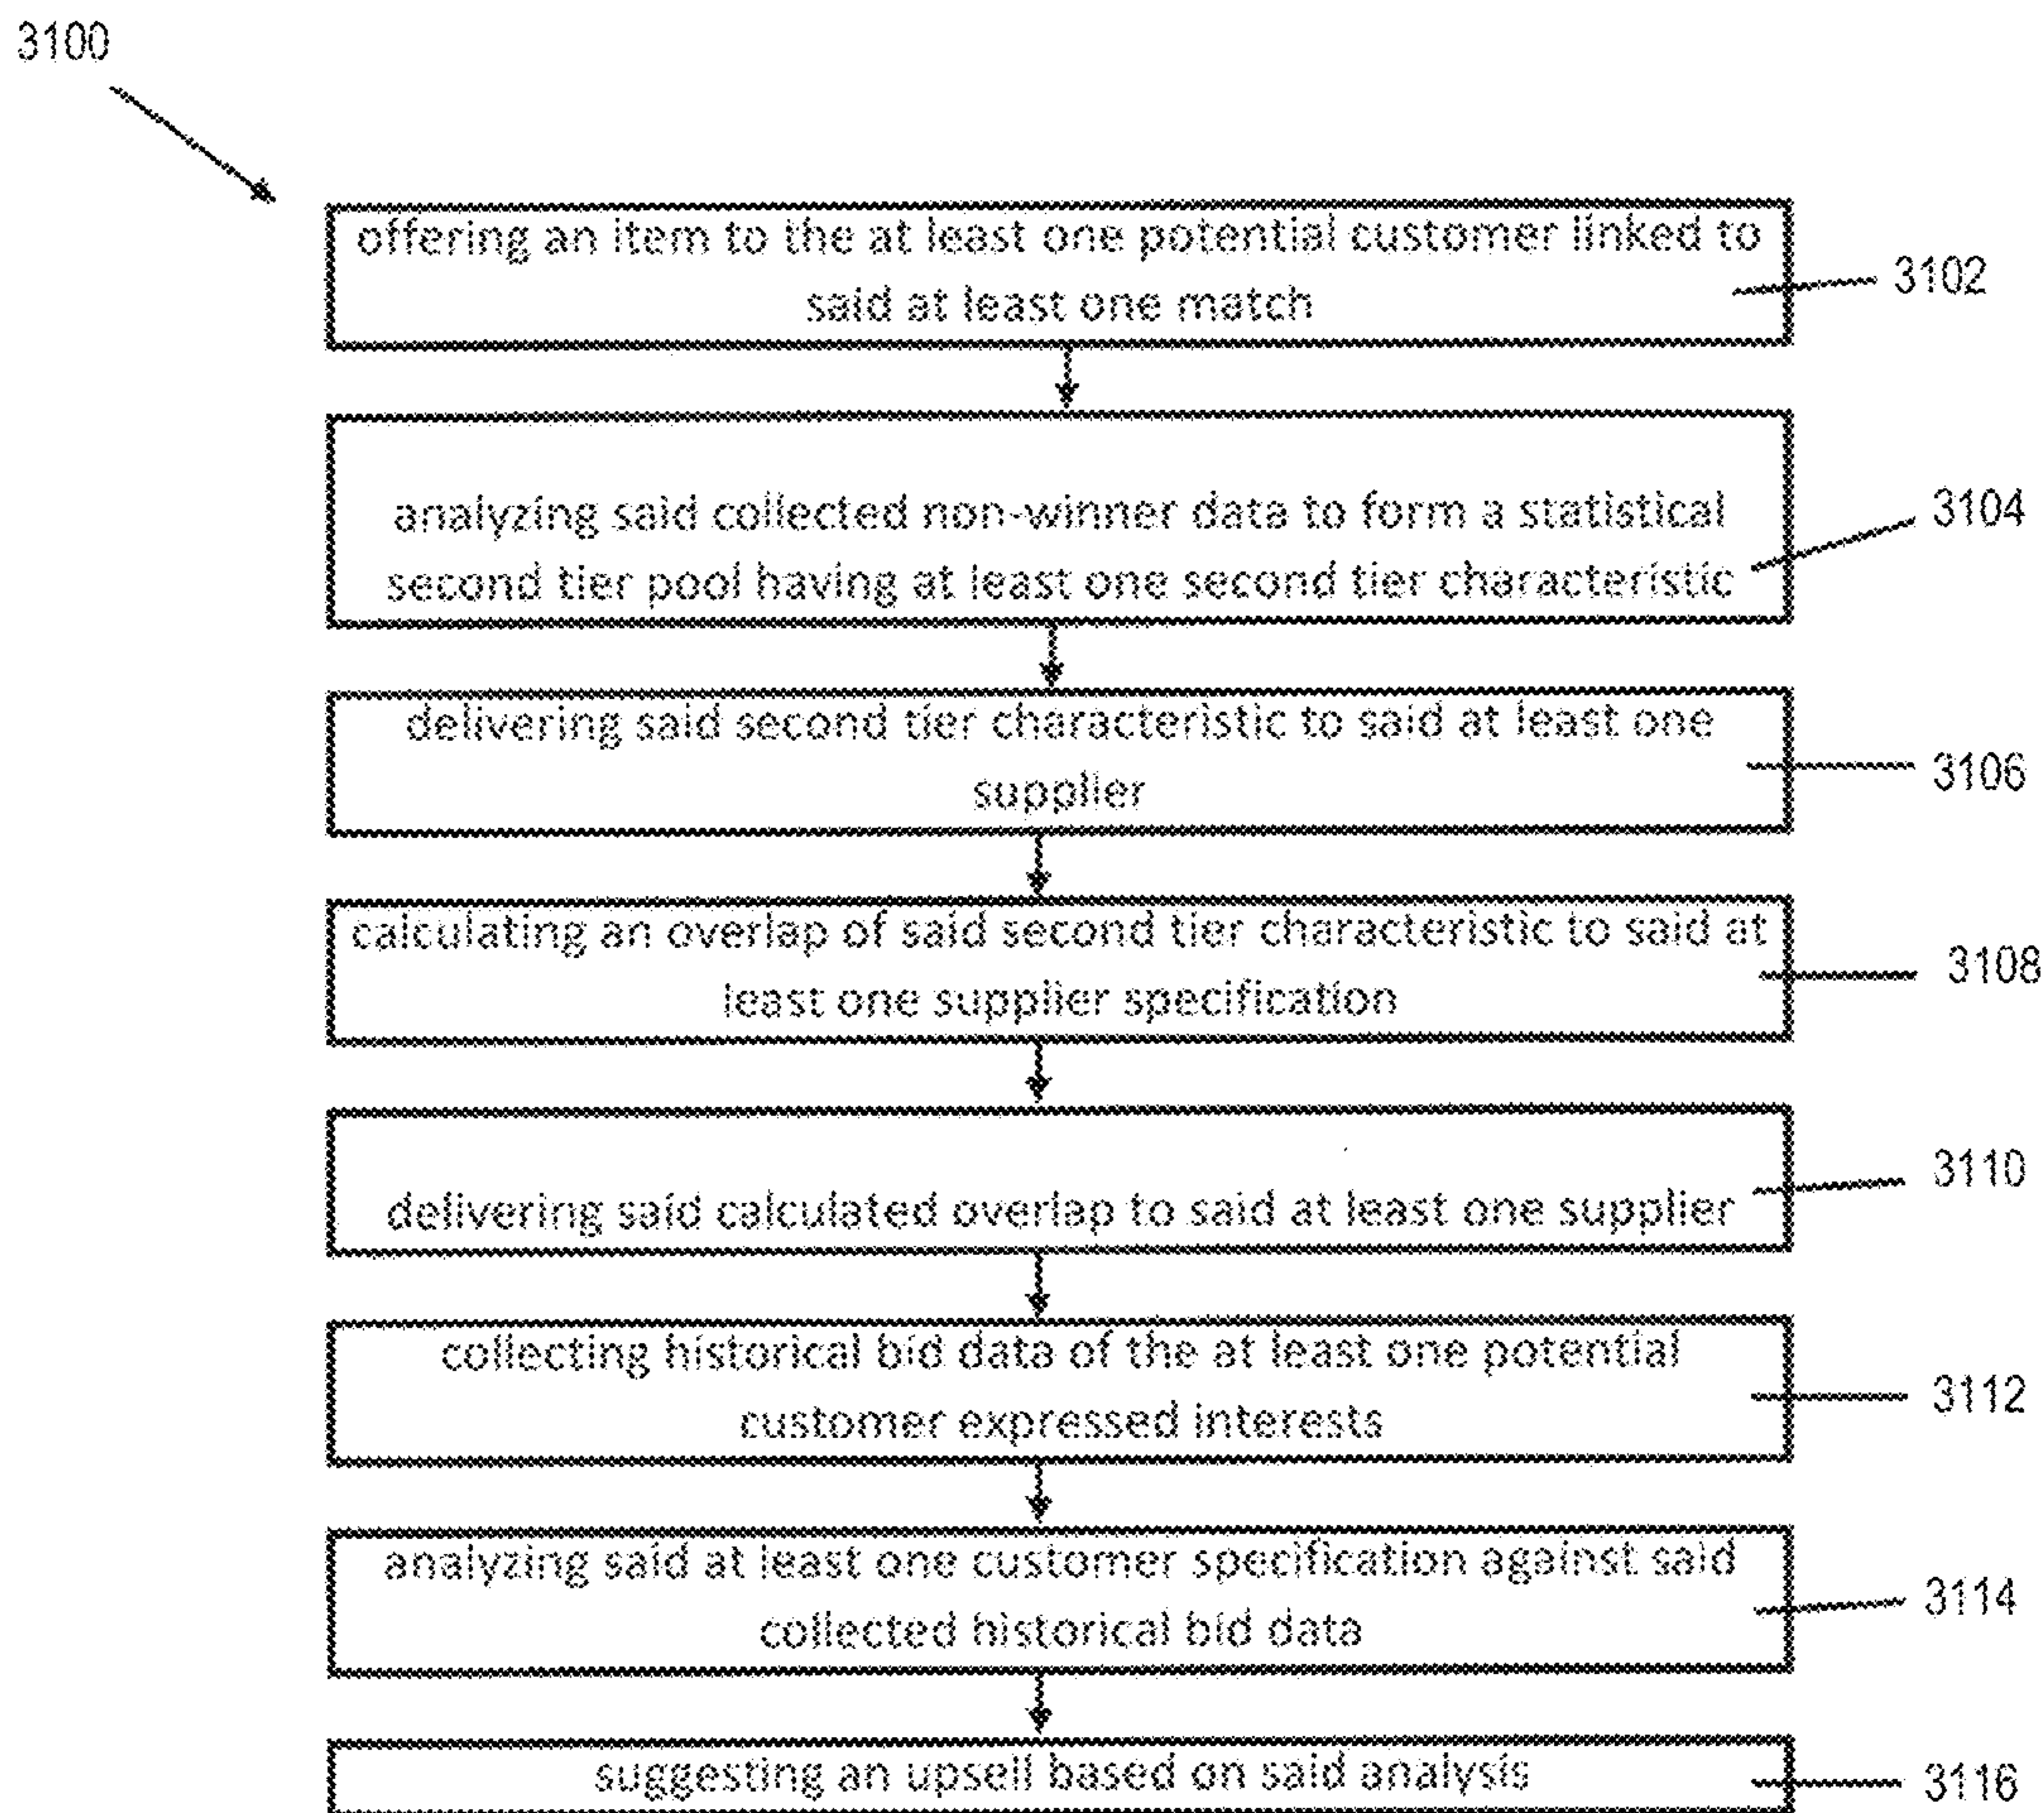 3100
offering an item to the at least one potential customer linked to
said at least one match
3102
analyzing said collected non-winner data to form a statistical
second tier pool having at least one second tier characteristic
3104
delivering said second tier characteristic to said at least one
supplier
3106
calculating an overlap of said second tier characteristic to said at
least one supplier specification
3108
delivering said calculated overlap to said at least one supplier
3110
collecting historical bid data of the at least one potential
customer expressed interests
3112
analyzing said at least one customer specification against said
collected historical bid data
3114
suggesting an upsell based on said analysis
3116